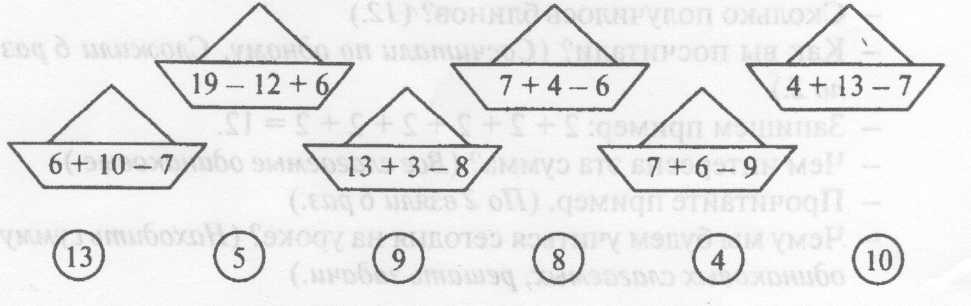 19 – 12 + 6 7 + 4 – 6 4 + 13 – 7
6 + 10 – 7 13 + 3 – 8 7 + 6 – 9
13 5 9 8 4 10